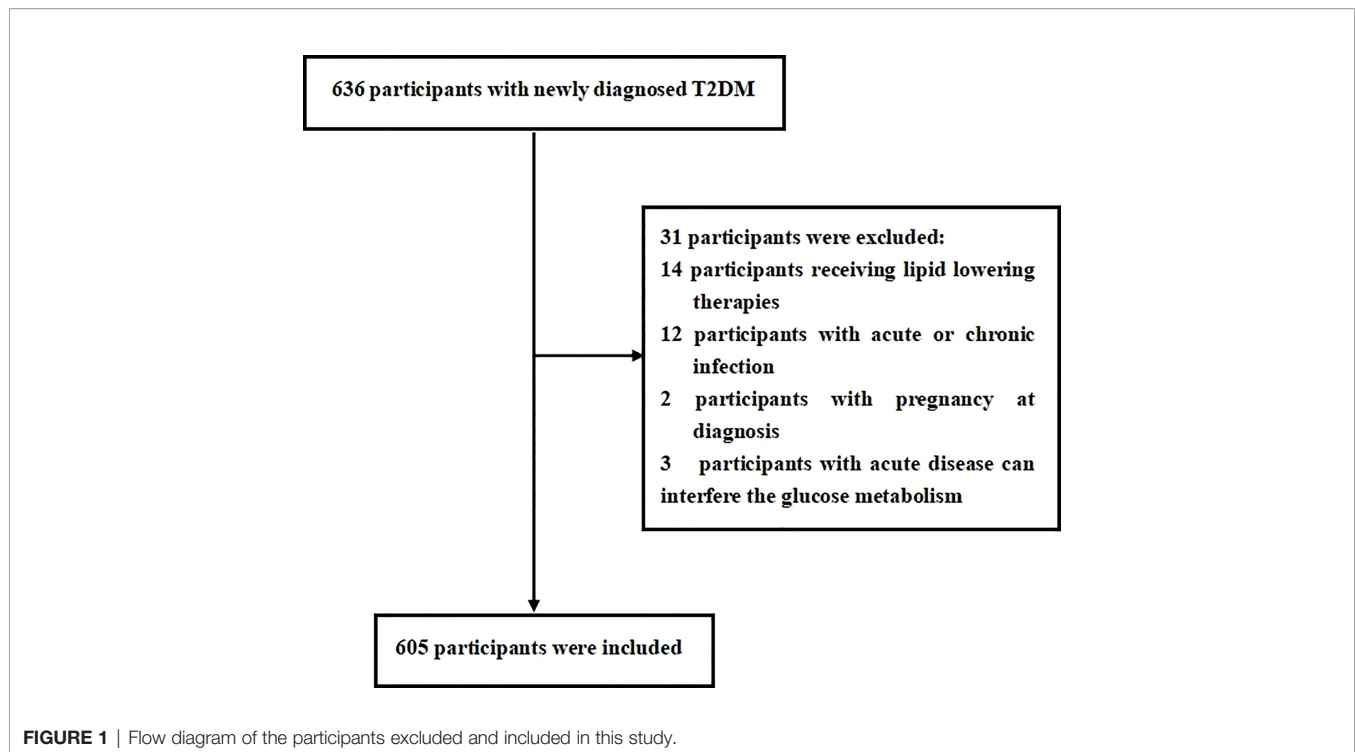 636 participants with newly diagnosed T2DM
31 participants were excluded:
14 participants receiving lipid lowering
therapies
12 participants with acute or chronic
infection
2 participants with pregnancy at
diagnosis
3 participants with acute disease can
interfere the glucose metabolism
605 participants were included
FIGURE 1 | Flow diagram of the participants excluded and included in this study.